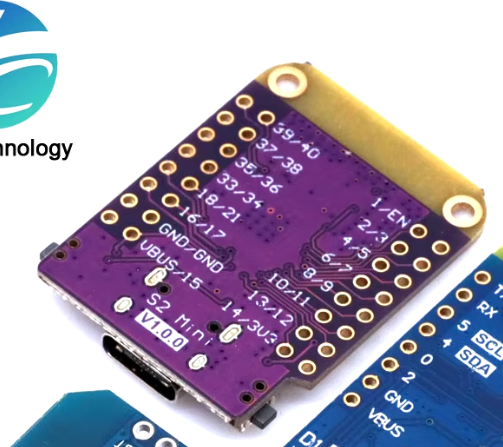 hnology
39/40
37/38
35/36
33/34
18/21
16/17
GND/GND
VBUS/15
1/EN
2/3
4/5
6/7
8/9
10/11
13/12
14/3V3
S2 Mini
V1.0.0
RX
5
SCL
4
SDA
0
2
GND
VBUS